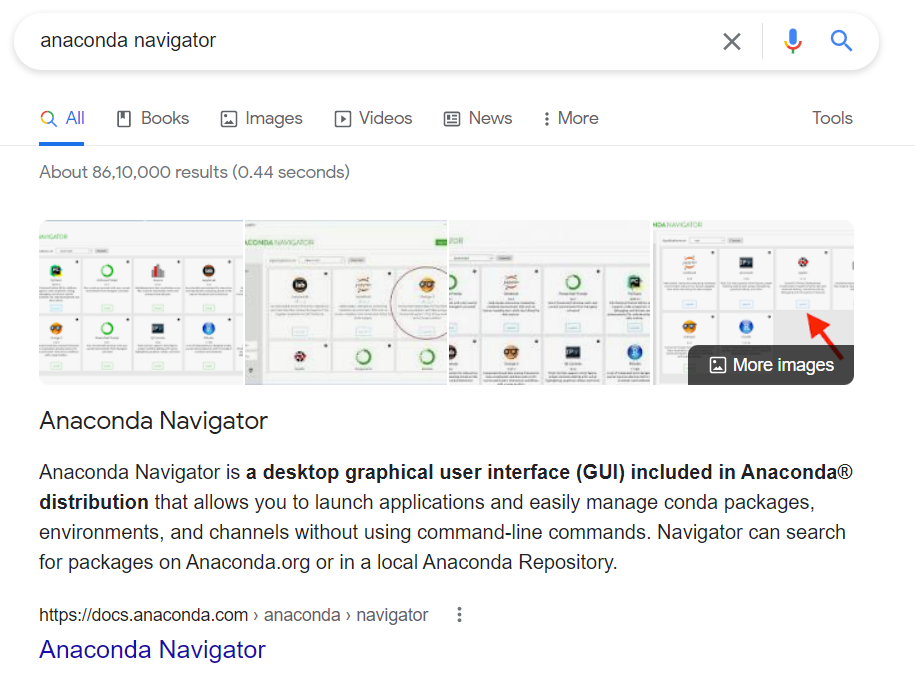 anaconda navigator
All Books Images Videos News More Tools
About 86,10,000 results (0.44 seconds)
More images
Anaconda Navigator
Anaconda Navigator is a desktop graphical user interface (GUI) included in Anaconda®
distribution that allows you to launch applications and easily manage conda packages,
environments, and channels without using command-line commands. Navigator can search
for packages on Anaconda.org or in a local Anaconda Repository.
https://docs.anaconda.com › anaconda › navigator
Anaconda Navigator